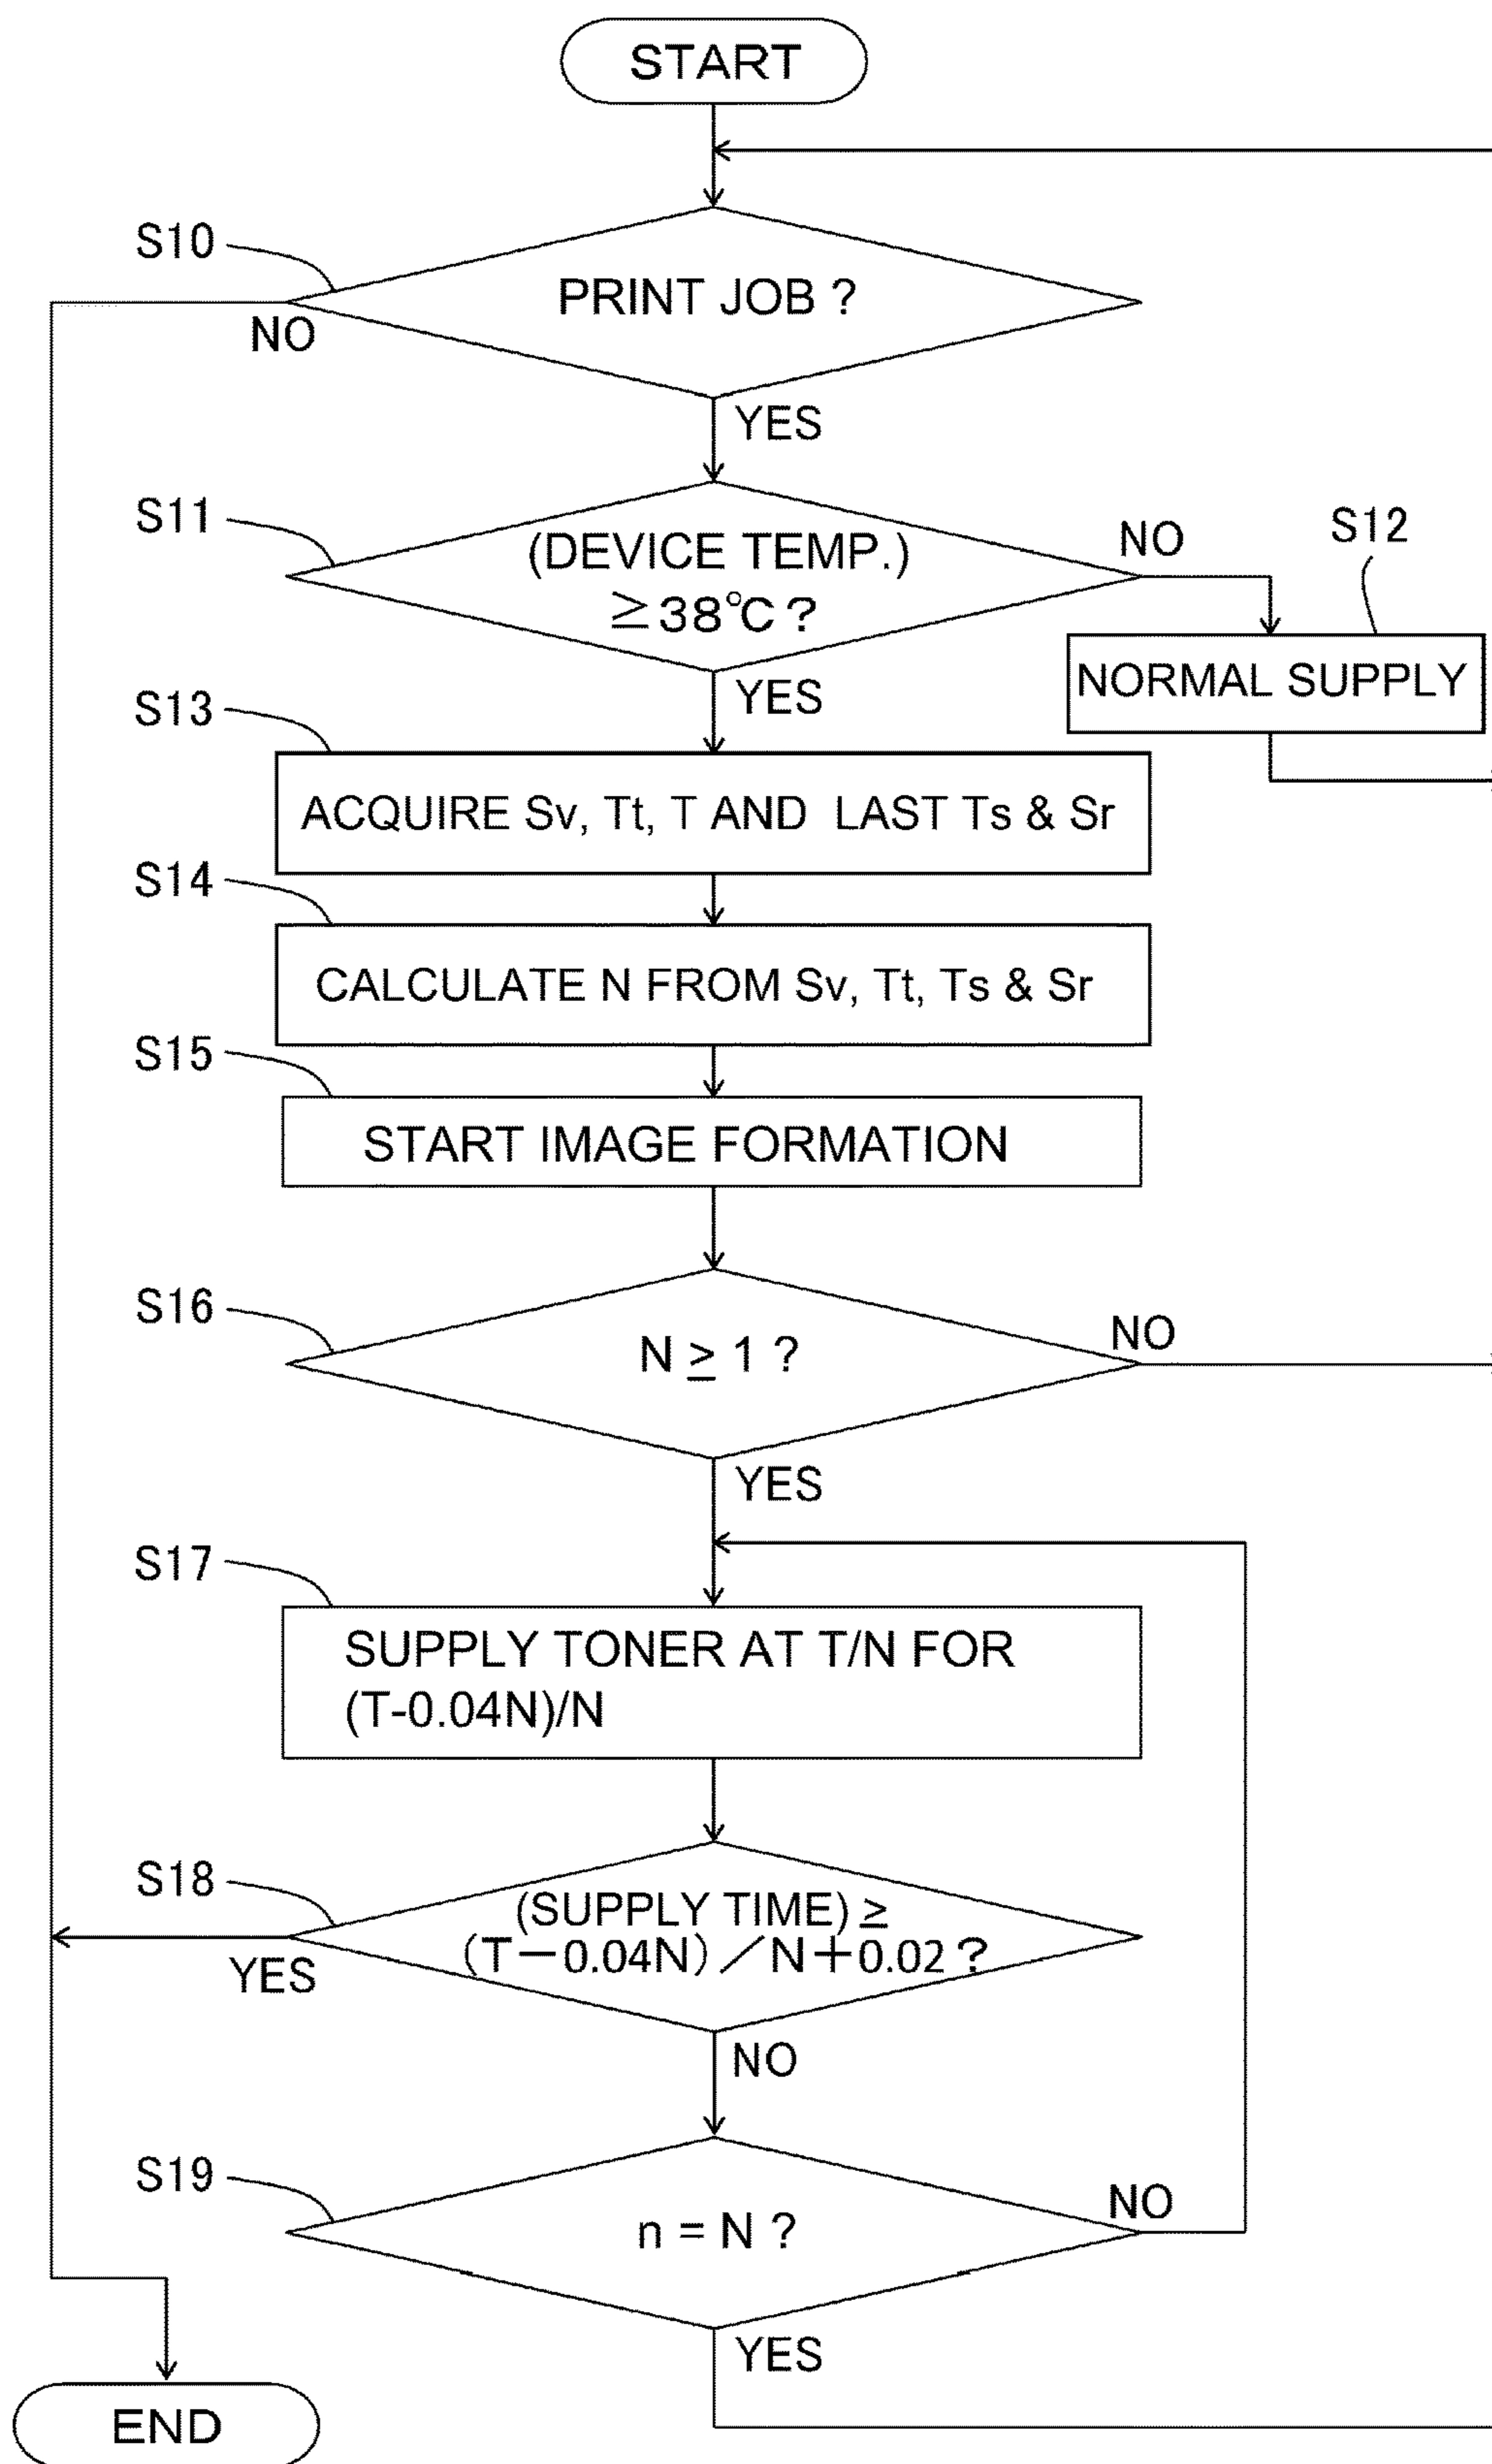 START
S10
PRINT JOB ?
NO
YES
S11
(DEVICE TEMP.)
≧38℃?
NO
S12
NORMAL SUPPLY
YES
S13
ACQUIRE Sv, Tt, T AND LAST Ts & Sr
S14
CALCULATE N FROM Sv, Tt, Ts & Sr
S15
START IMAGE FORMATION
S16
N ≥ 1 ?
NO
YES
S17
SUPPLY TONER AT T/N FOR
(T-0.04N)/N
S18
(SUPPLY TIME) ≥
(T－0.04N)／N＋0.02？
YES
NO
S19
n = N ?
NO
YES
END